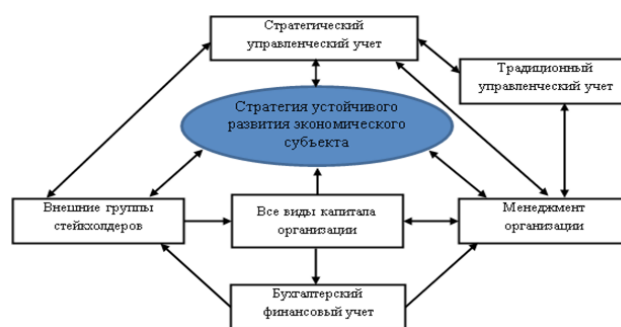 Стратегический
управленческий учет
Традиционный
управленческий учет
Стратегия устойчивого
развития экономического
субъекта
Внешние группы
стейкхолдеров
Все виды капитала
организации
Менеджмент
организации
Бухгалтерский
финансовый учет